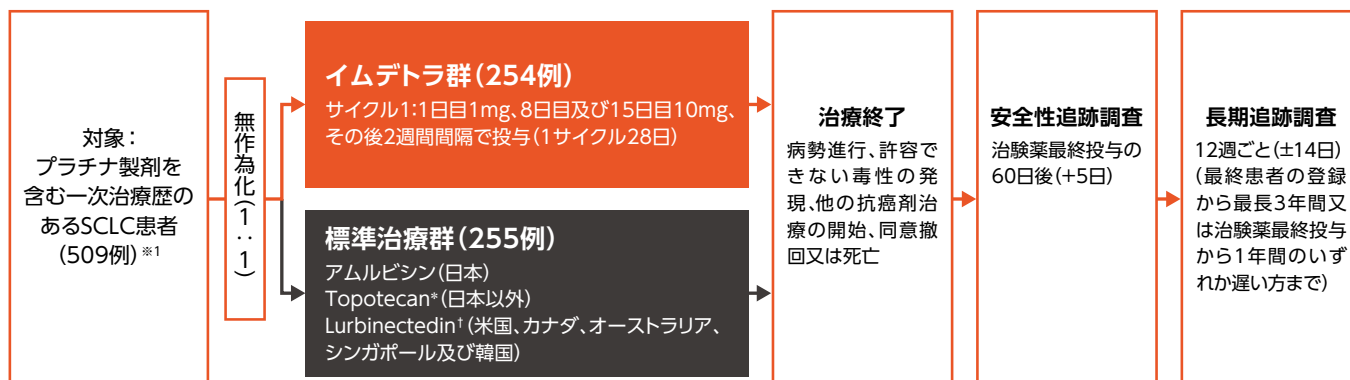 対象：
プラチナ製剤を
含む一次治療歴の
あるSCLC患者
(509例)※1
無作為化(1：1)
イムデトラ群(254例)
サイクル1：1日目1mg、8日目及び15日目10mg、
その後2週間間隔で投与(1サイクル28日)
標準治療群(255例)
アムルビシン(日本)
Topotecan*(日本以外)
Lurbinectedin†(米国、カナダ、オーストラリア、
シンガポール及び韓国)
治療終了
病勢進行、許容で
きない毒性の発
現、他の抗癌剤治
療の開始、同意撤
回又は死亡
安全性追跡調査
治験薬最終投与の
60日後(+5日)
長期追跡調査
12週ごと(±14日)
(最終患者の登録
から最長3年間又
は治験薬最終投与
から1年間のいず
れか遅い方まで)